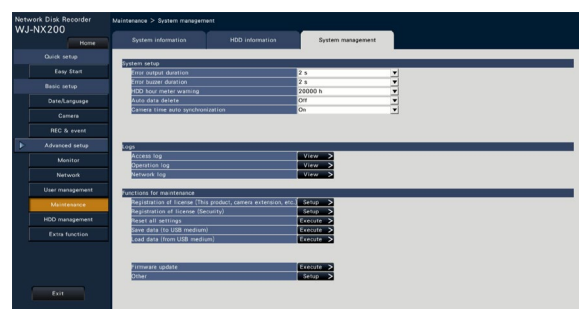 Network Disk Recorder
WJ-NX200
Home
Quick setup
Easy Start
Basic setup
Date/Language
Camera
REC & event
Advanced setup
Monitor
Network
User management
Maintenance
HDD management
Extra function
Exit
Maintenance > System management
System information
HDD information
System management
System setup
Error output duration 2 s
Error buzzer duration 2 s
HDD hour meter warning 20000 h
Auto data delete Off
Camera time auto synchronization On
Logs
Access log View >
Operation log View >
Network log View >
Functions for maintenance
Registration of license (This product, camera extension, etc.) Setup >
Registration of license (Security) Setup >
Reset all settings Execute >
Save data (to USB medium) Execute >
Load data (from USB medium) Execute >
Firmware update Execute >
Other Setup >